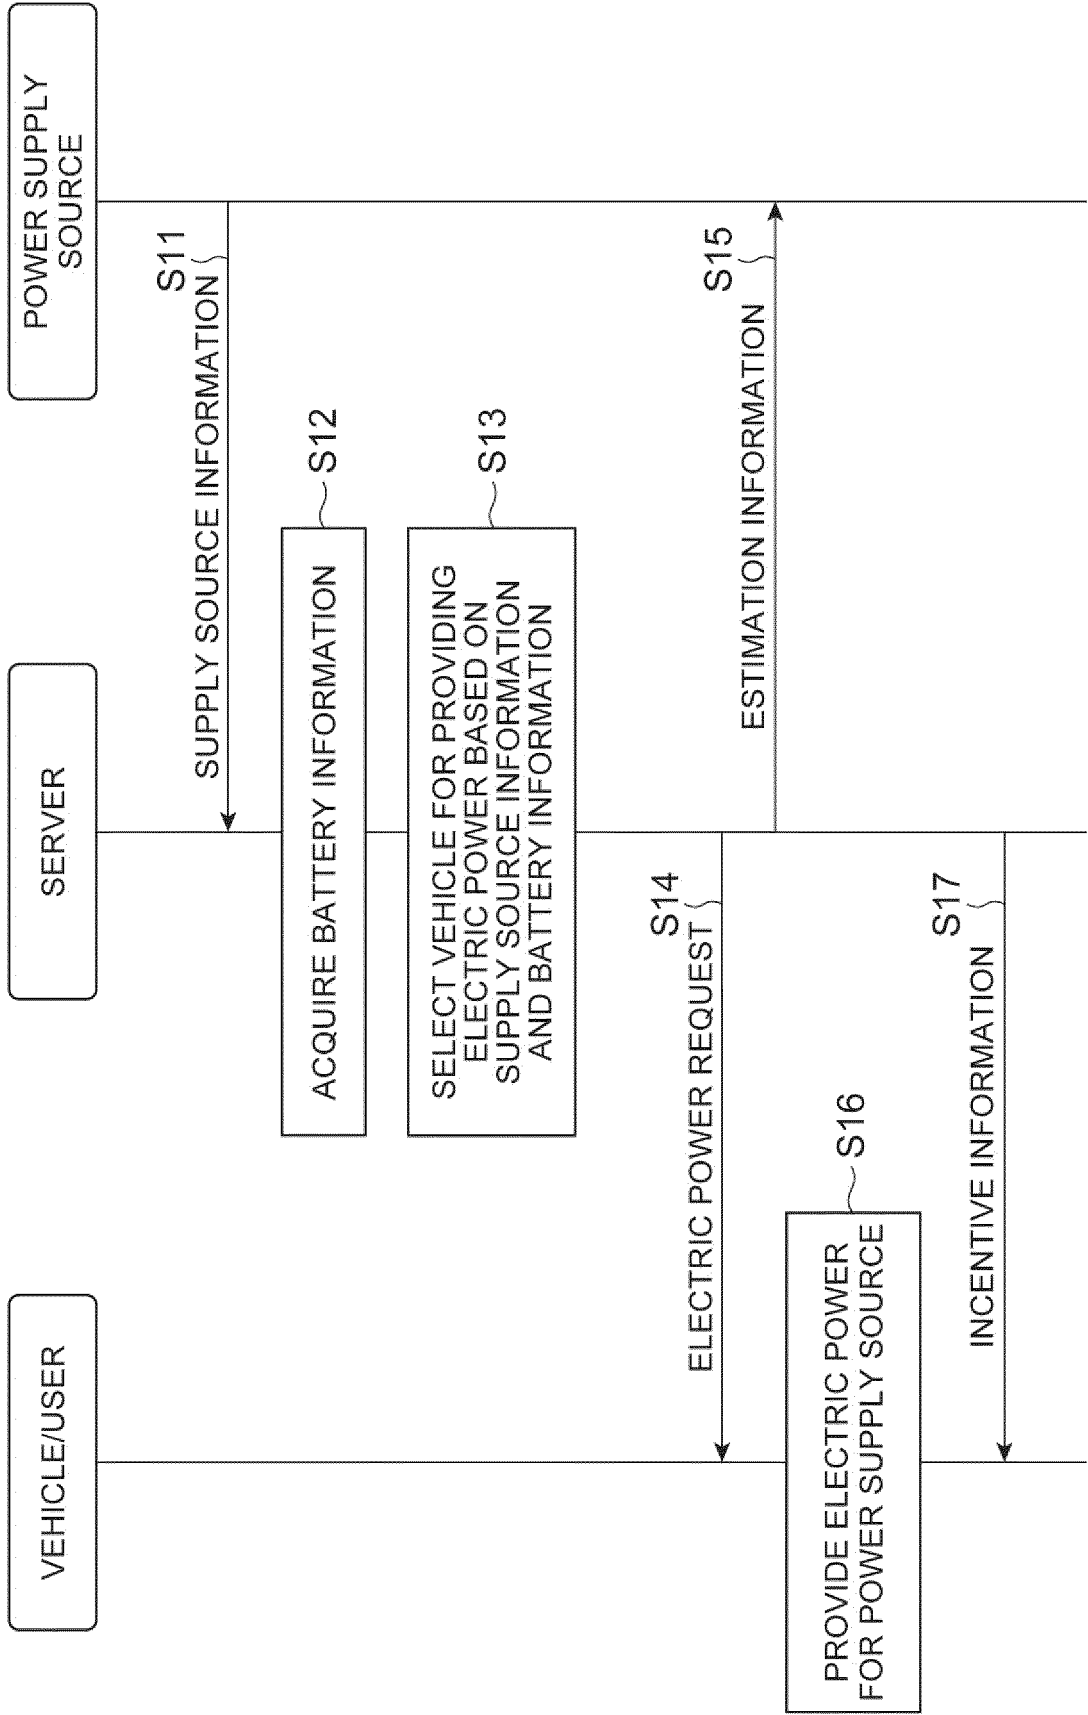 VEHICLE/USER
SERVER
POWER SUPPLY
SOURCE
S11
SUPPLY SOURCE INFORMATION
ACQUIRE BATTERY INFORMATION
S12
SELECT VEHICLE FOR PROVIDING
ELECTRIC POWER BASED ON
SUPPLY SOURCE INFORMATION
AND BATTERY INFORMATION
S13
S14
ELECTRIC POWER REQUEST
S15
ESTIMATION INFORMATION
PROVIDE ELECTRIC POWER
FOR POWER SUPPLY SOURCE
S16
S17
INCENTIVE INFORMATION